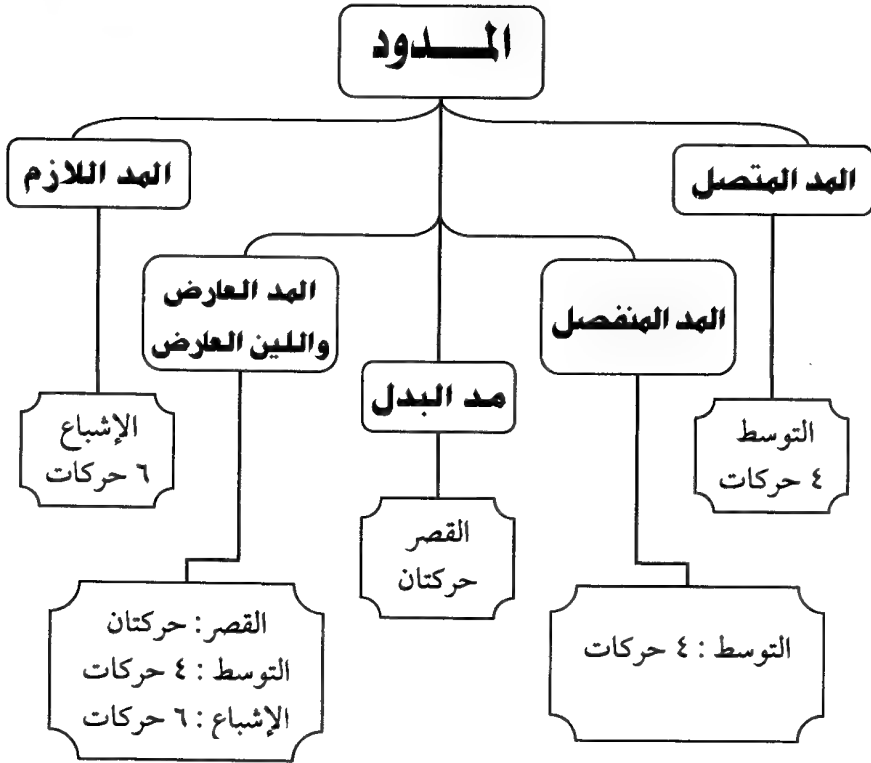 المدود
المد المتصل
المد اللازم
المد المنفصل
المد العارض
واللين العارض
مد البدل
التوسط
٤ حركات
الإشباع
٦ حركات
القصر
حركتان
التوسط : ٤ حركات
القصر : حركتان
التوسط : ٤ حركات
الإشباع : ٦ حركات